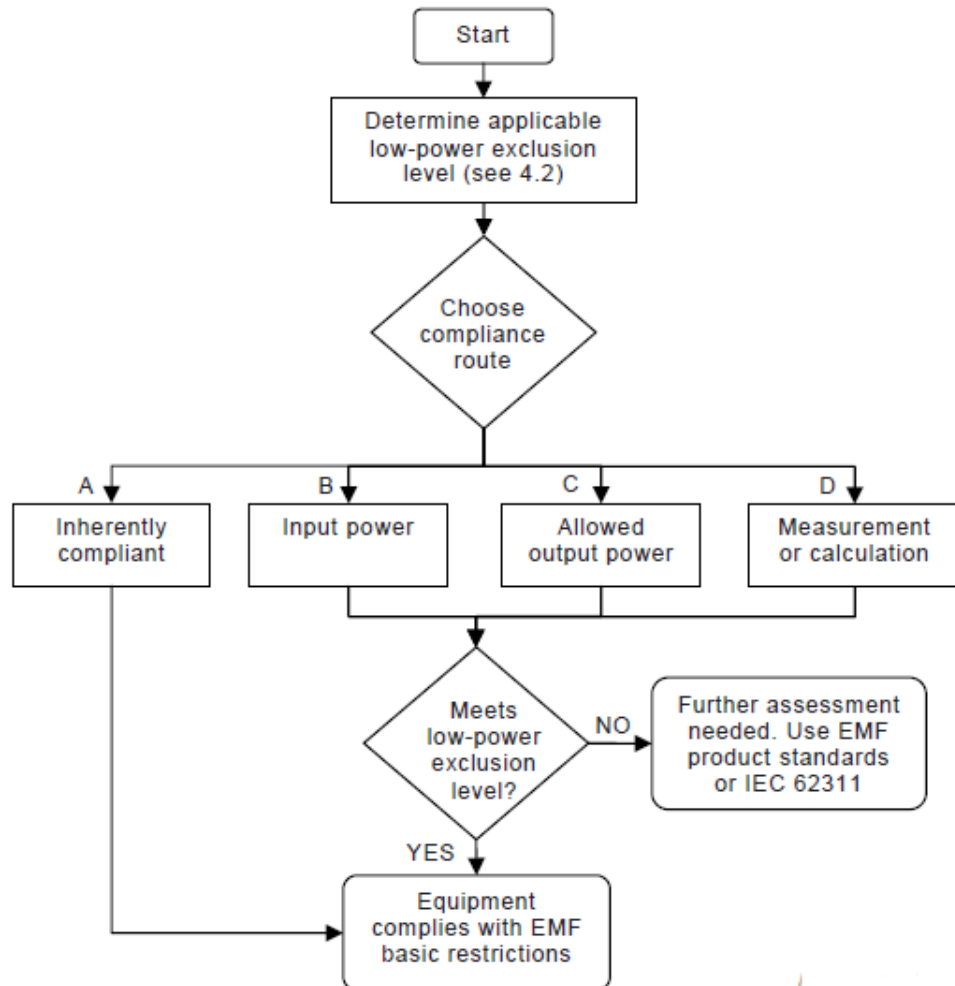 Start
Determine applicable
low-power exclusion
level (see 4.2)
Choose
compliance
route
A
B
C
D
Inherently
compliant
Input power
Allowed
output power
Measurement
or calculation
Meets
low-power
exclusion
level?
NO
Further assessment
needed. Use EMF
product standards
or IEC 62311
YES
Equipment
complies with EMF
basic restrictions